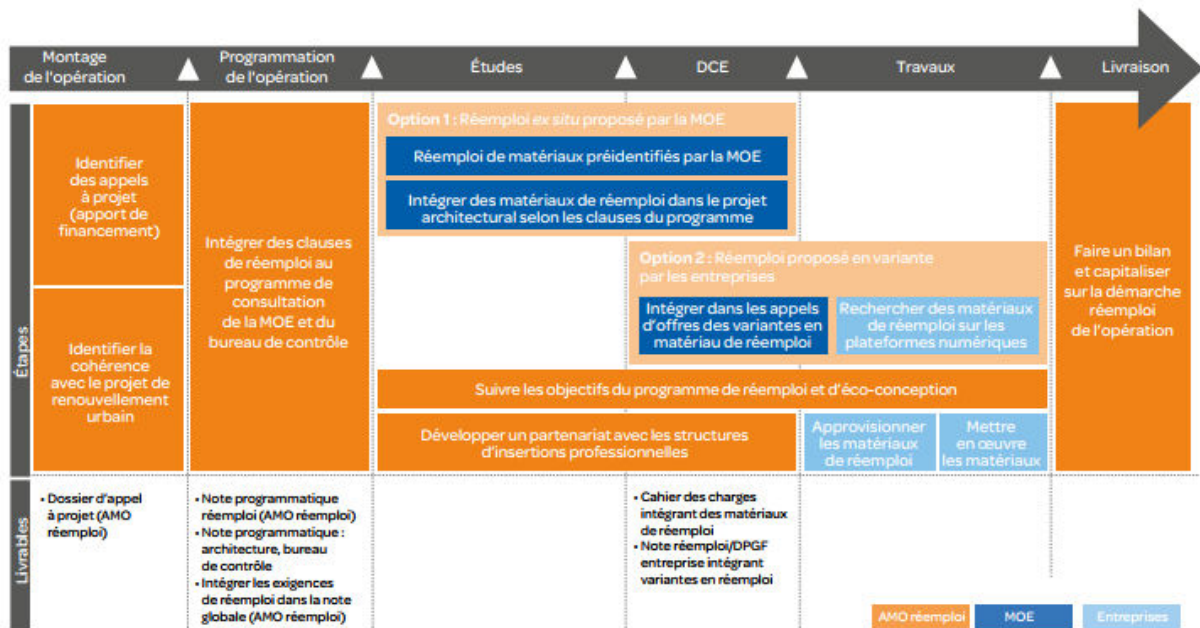 Montage
de l'opération
Programmation
de l'opération
Études
DCE
Travaux
Livraison
Étapes
Identifier
des appels
à projet
(apport de
financement)
Identifier la
cohérence
avec le projet de
renouvellement
urbain
Intégrer des clauses
de réemploi au
programme de
consultation
de la MOE et du
bureau de contrôle
Option 1 : Réemploi ex situ proposé par la MOE
Réemploi de matériaux préidentifiés par la MOE
Intégrer des matériaux de réemploi dans le projet
architectural selon les clauses du programme
Option 2 : Réemploi proposé en variante
par les entreprises
Intégrer dans les appels
d'offres des variantes en
matériau de réemploi
Rechercher des matériaux
de réemploi sur les
plateformes numériques
Suivre les objectifs du programme de réemploi et d'éco-conception
Développer un partenariat avec les structures
d'insertions professionnelles
Approvisionner
les matériaux
de réemploi
Mettre
en œuvre
les matériaux
Faire un bilan
et capitaliser
sur la démarche
réemploi
de l'opération
Livrables
• Dossier d'appel
à projet (AMO
réemploi)
• Note programmatique
réemploi (AMO réemploi)
• Note programmatique :
architecture, bureau
de contrôle
• Intégrer les exigences
de réemploi dans la note
globale (AMO réemploi)
• Cahier des charges
intégrant des matériaux
de réemploi
• Note réemploi/DPGF
entreprise intégrant
variantes en réemploi
AMO réemploi
MOE
Entreprises